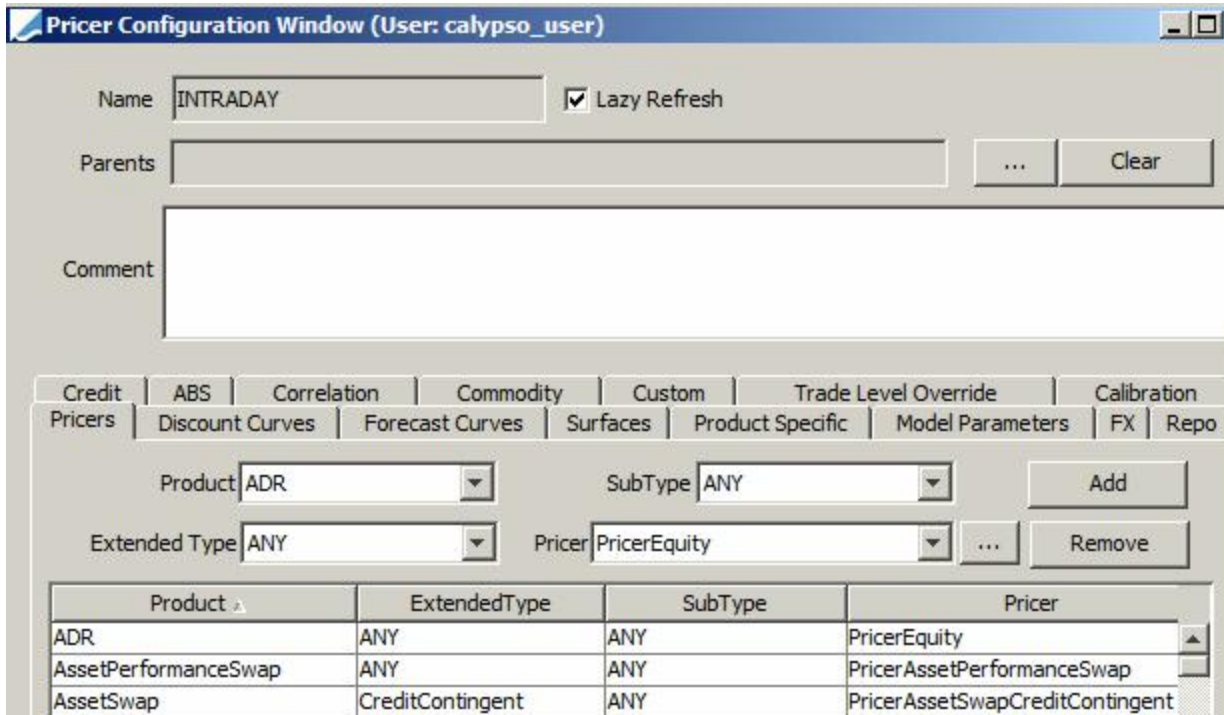 Pricer Configuration Window (User: calypso_user)
Name INTRADAY Lazy Refresh
Parents ... Clear
Comment
Credit ABS Correlation Commodity Custom Trade Level Override Calibration
Pricers Discount Curves Forecast Curves Surfaces Product Specific Model Parameters FX Repo
Product ADR SubType ANY Add
Extended Type ANY Pricer PricerEquity ... Remove
Product ExtendedType SubType Pricer
ADR ANY ANY PricerEquity
AssetPerformanceSwap ANY ANY PricerAssetPerformanceSwap
AssetSwap CreditContingent ANY PricerAssetSwapCreditContingent